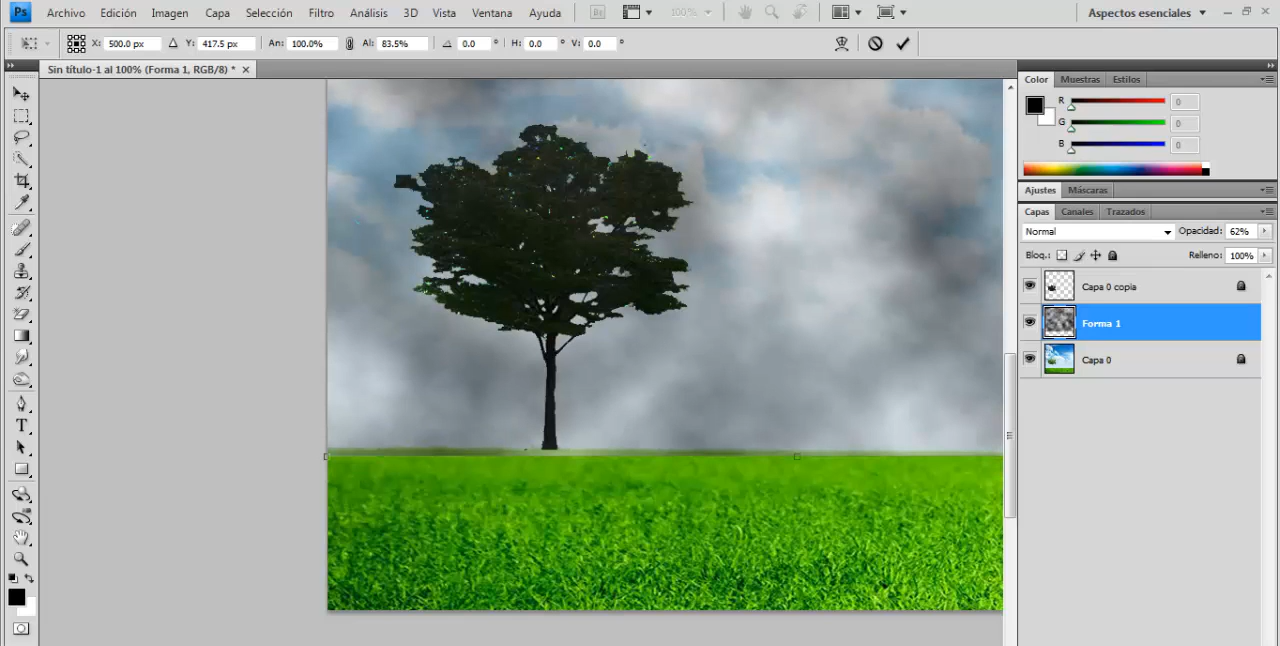 Ps Archivo Edición Imagen Capa Selección Filtro Análisis 3D Vista Ventana Ayuda Br 100% Aspectos esenciales
X: 500.0 px Y: 417.5 px An: 100.0% Al: 83.5% 0.0 ° H: 0.0 ° V: 0.0 °
Sin título-1 al 100% (Forma 1, RGB/8) *
Color Muestras Estilos
R 0
G 0
B 0
Ajustes Máscaras
Capas Canales Trazados
Normal Opacidad: 62%
Bloq.: Relleno: 100%
Capa 0 copia
Forma 1
Capa 0